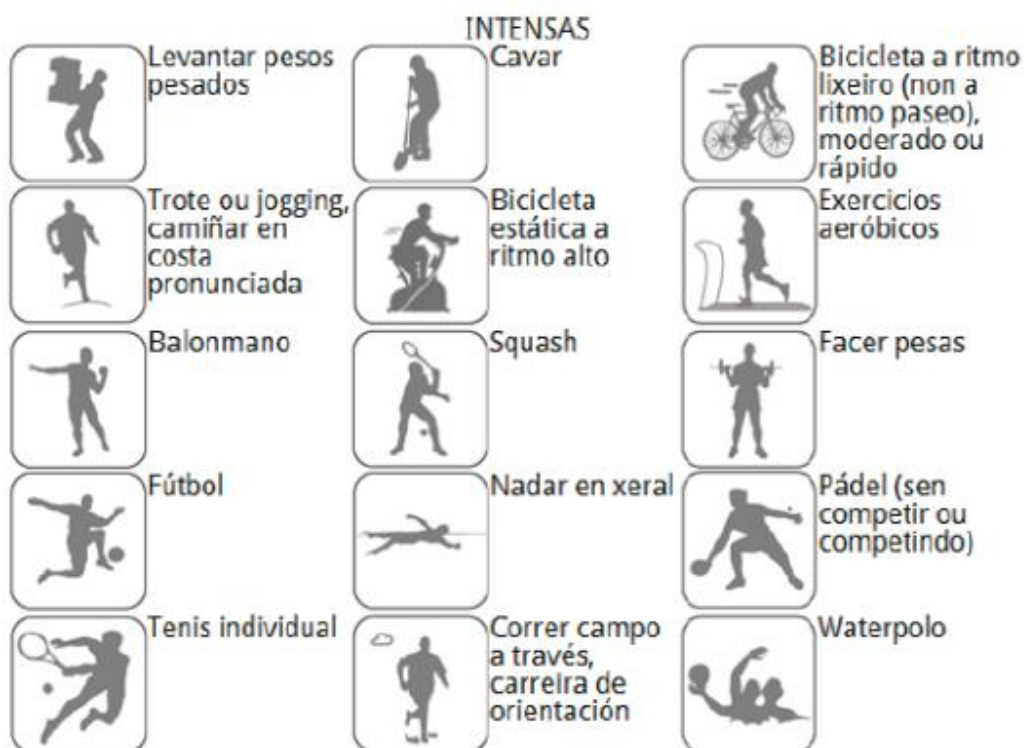 INTENSAS
Levantar pesos
pesados
Cavar
Bicicleta a ritmo
lixeiro (non a
ritmo paseo),
moderado ou
rápido
Trote ou jogging,
camiñar en
costa
pronunciada
Bicicleta
estática a
ritmo alto
Exercicios
aeróbicos
Balonmano
Squash
Facer pesas
Fútbol
Nadar en xeral
Pádel (sen
competir ou
competindo)
Tenis individual
Correr campo
a través,
carreira de
orientación
Waterpolo